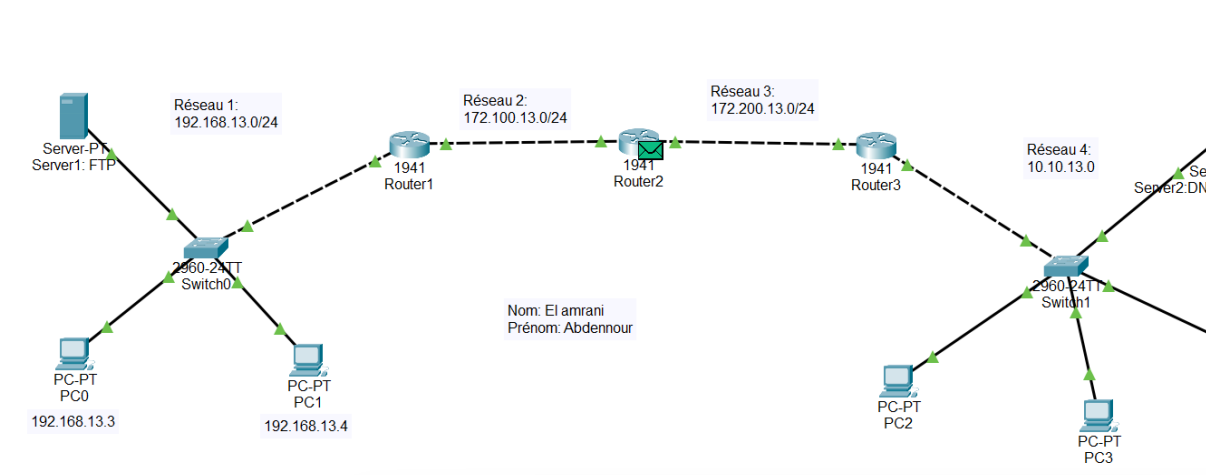 Réseau 1:
192.168.13.0/24
Server-PT
Server1: FTP
Réseau 2:
172.100.13.0/24
1941
Router1
1941
Router2
Réseau 3:
172.200.13.0/24
1941
Router3
Réseau 4:
10.10.13.0
Se
Server2:DN
2960-24TT
Switch0
2960-24TT
Switch1
Nom: El amrani
Prénom: Abdennour
PC-PT
PC0
192.168.13.3
PC-PT
PC1
192.168.13.4
PC-PT
PC2
PC-PT
PC3